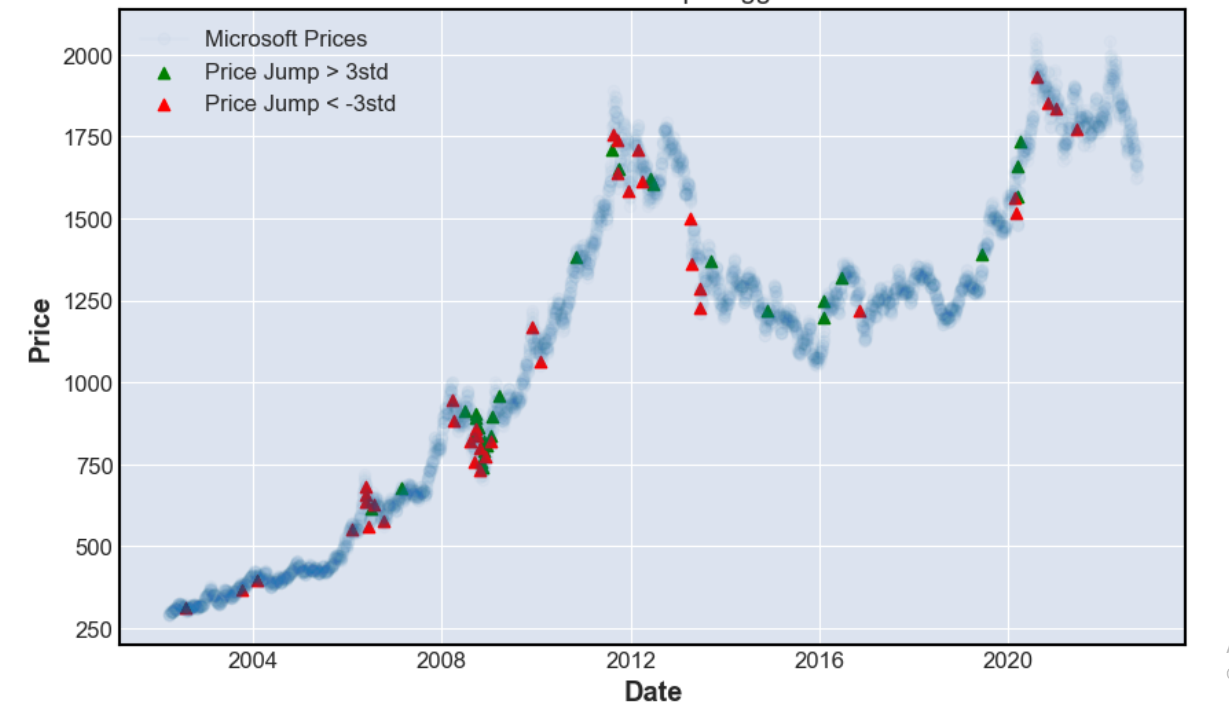 Microsoft Prices
Price Jump > 3std
Price Jump < -3std
2000
1750
1500
1250
1000
750
500
250
Price
2004
2008
2012
2016
2020
Date